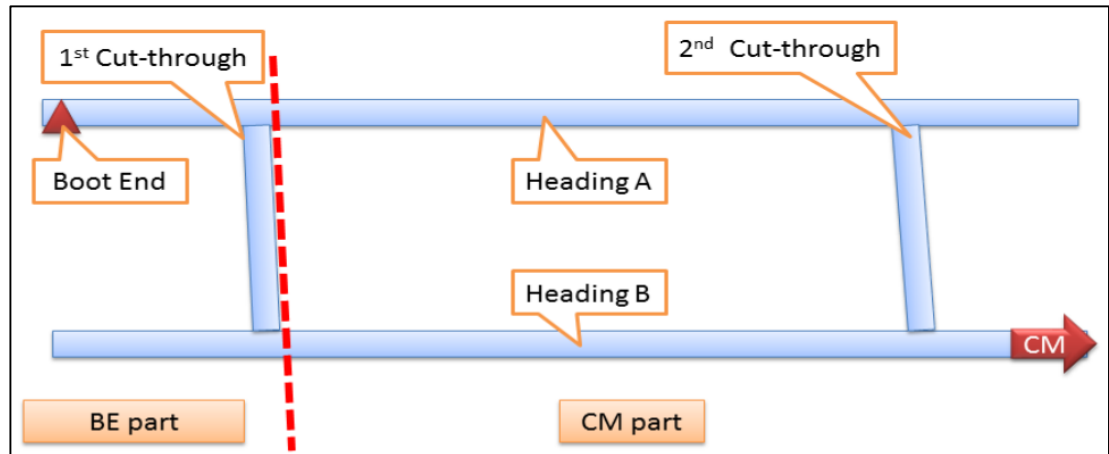 1st Cut-through
2nd Cut-through
Boot End
Heading A
Heading B
CM
BE part
CM part